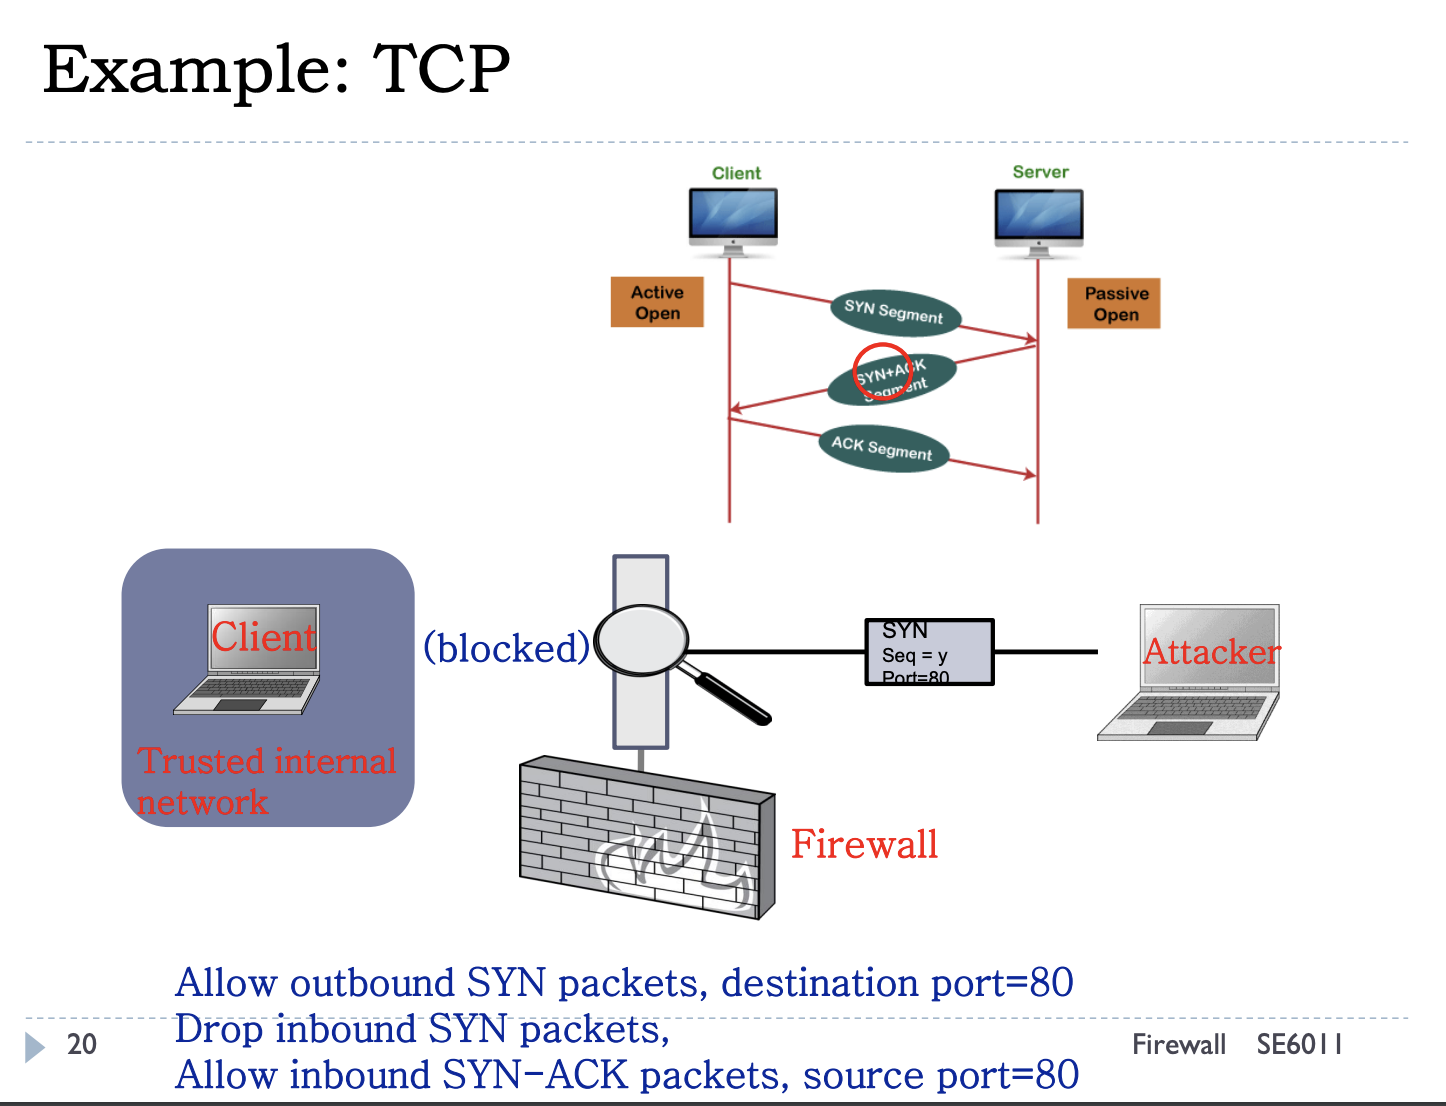 Example: TCP
Client
Server
Active
Open
Passive
Open
SYN Segment
SYN+ACK
Segment
ACK Segment
Client
(blocked)
SYN
Seq = y
Port=80
Attacker
Trusted internal
network
Firewall
Allow outbound SYN packets, destination port=80
Drop inbound SYN packets,
Allow inbound SYN-ACK packets, source port=80
20
Firewall SE6011